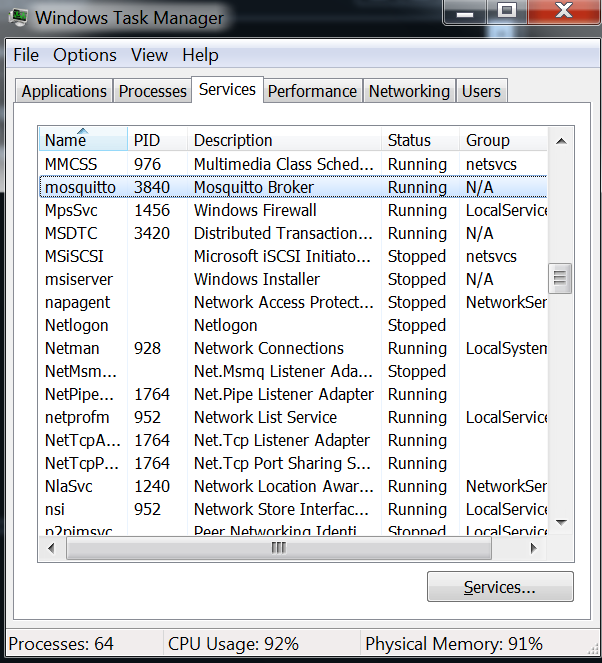 Windows Task Manager
File Options View Help
Applications Processes Services Performance Networking Users
Name PID Description Status Group
MMCSS 976 Multimedia Class Sched... Running netsvcs
mosquitto 3840 Mosquitto Broker Running N/A
MpsSvc 1456 Windows Firewall Running LocalService
MSDTC 3420 Distributed Transaction... Running N/A
MSiSCSI Microsoft iSCSI Initiato... Stopped netsvcs
msiserver Windows Installer Stopped N/A
napagent Network Access Protect... Stopped NetworkSer
Netlogon Netlogon Stopped
Netman 928 Network Connections Running LocalSystem
NetMsm... Net.Msmq Listener Ada... Stopped
NetPipe... 1764 Net.Pipe Listener Adapter Running
netprofm 952 Network List Service Running LocalService
NetTcpA... 1764 Net.Tcp Listener Adapter Running
NetTcpP... 1764 Net.Tcp Port Sharing S... Running
NlaSvc 1240 Network Location Awar... Running NetworkSer
nsi 952 Network Store Interfac... Running LocalService
p2pimsvc Peer Networking Identi... Stopped LocalService
Services...
Processes: 64 CPU Usage: 92% Physical Memory: 91%